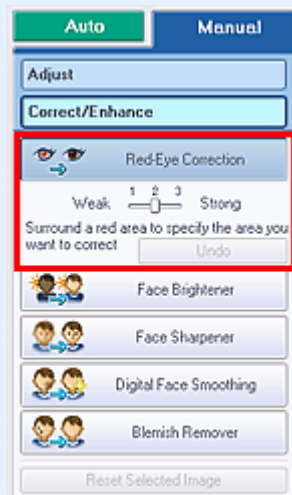 Auto Manual
Adjust
Correct/Enhance
Red-Eye Correction
1 2 3
Weak Strong
Surround a red area to specify the area you
want to correct Undo
Face Brightener
Face Sharpener
Digital Face Smoothing
Blemish Remover
Reset Selected Image